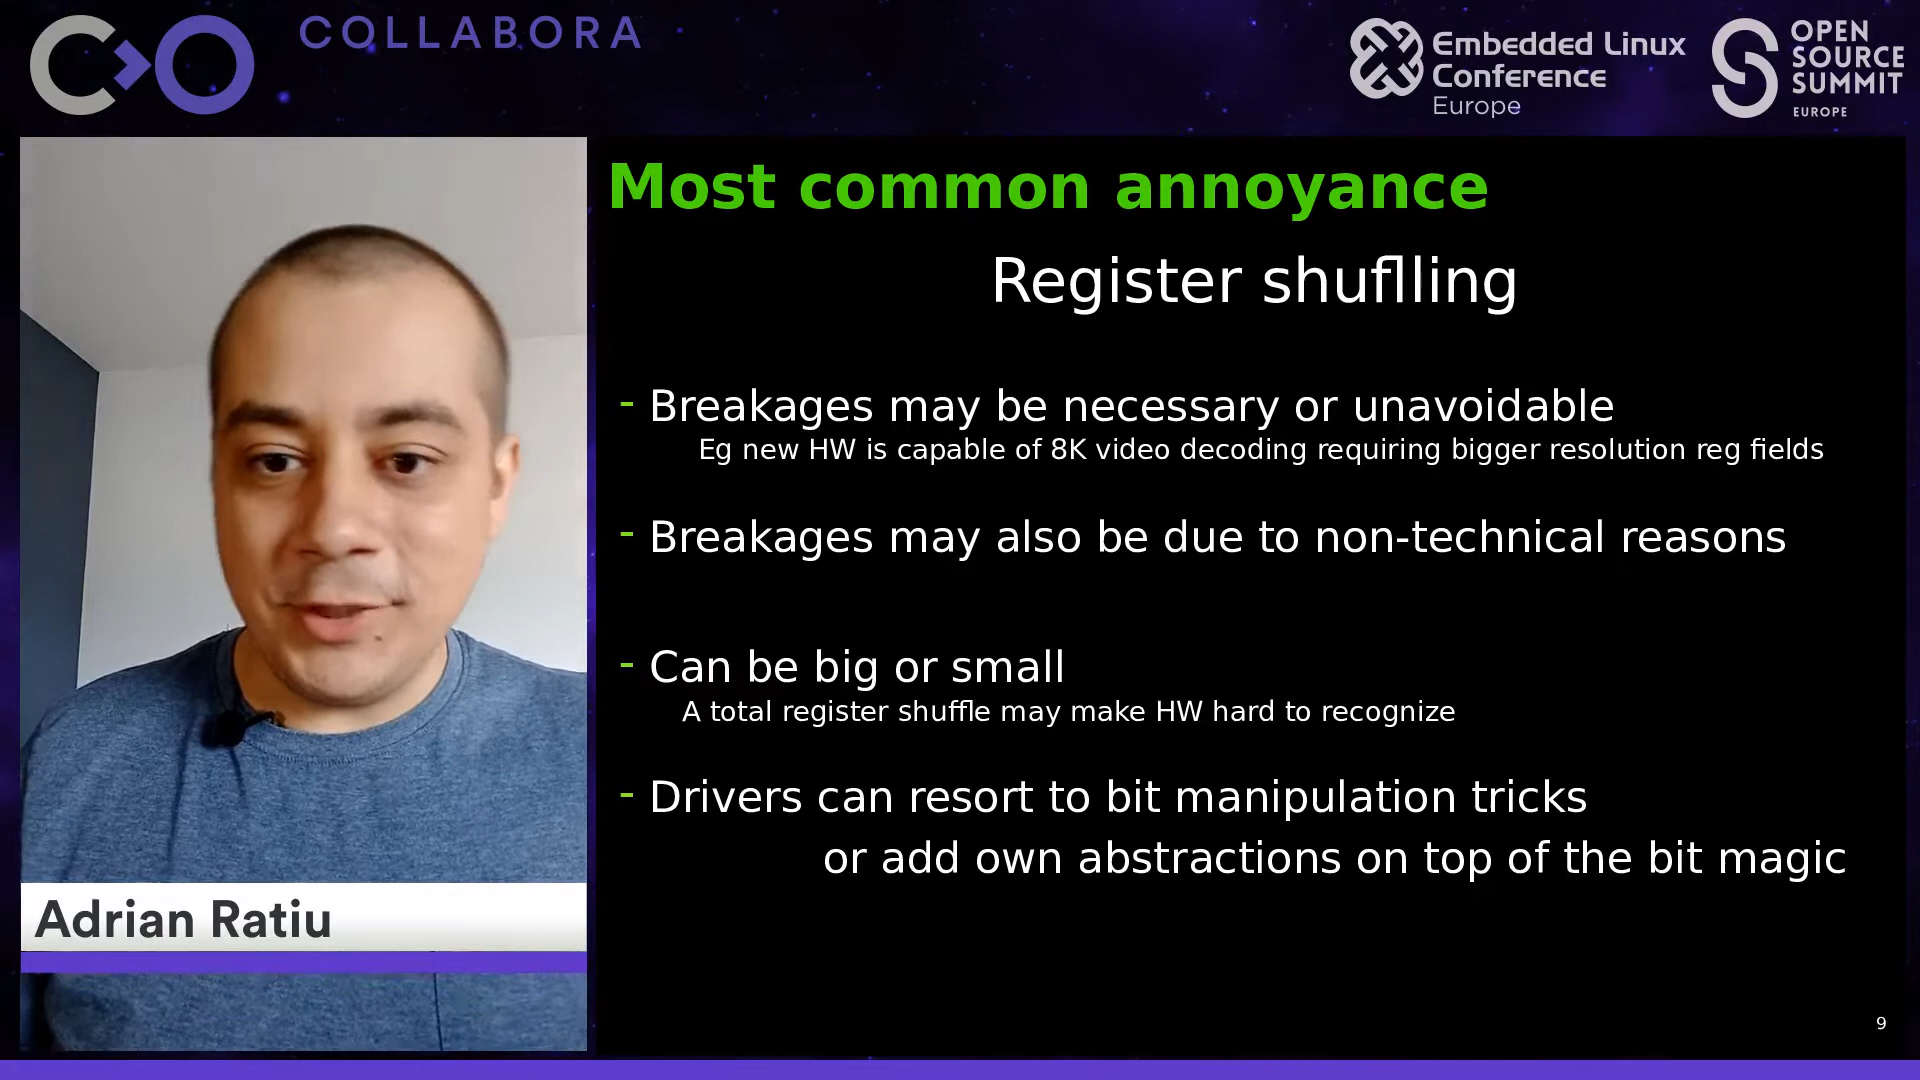 COLLABORA
Embedded Linux
Conference
Europe
OPEN
SOURCE
SUMMIT
EUROPE
Most common annoyance
Register shuflling
- Breakages may be necessary or unavoidable
Eg new HW is capable of 8K video decoding requiring bigger resolution reg fields
- Breakages may also be due to non-technical reasons
- Can be big or small
A total register shuffle may make HW hard to recognize
- Drivers can resort to bit manipulation tricks
or add own abstractions on top of the bit magic
Adrian Ratiu
9